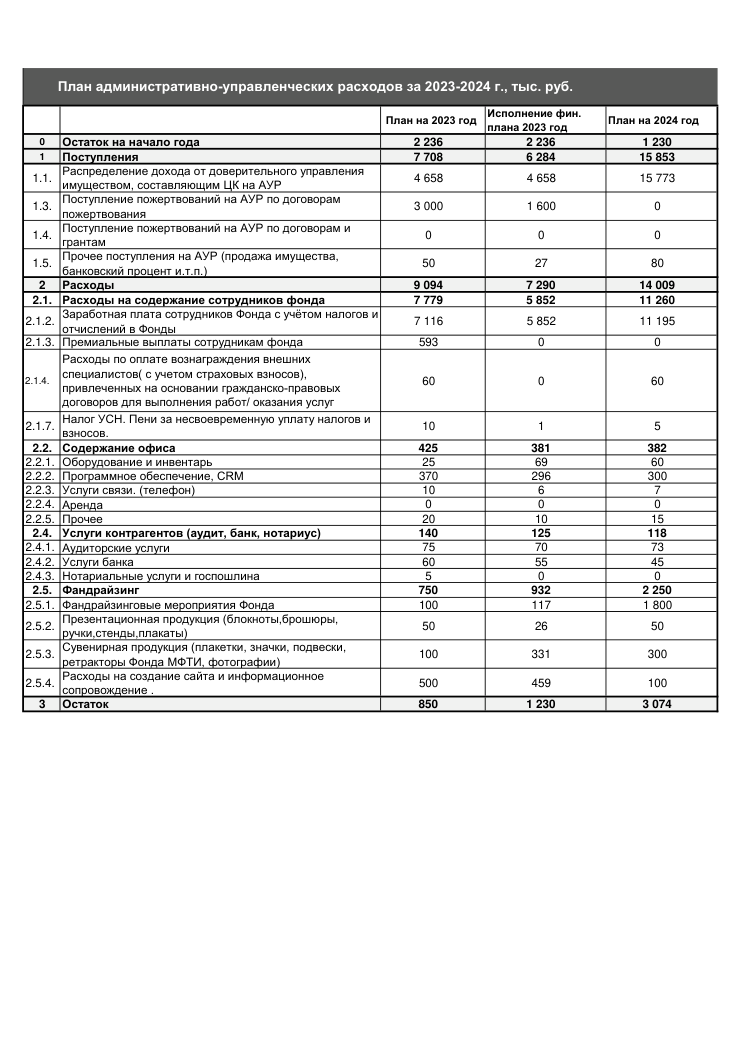 План административно-управленческих расходов за 2023-2024 г., тыс. руб.
План на 2023 год Исполнение фин. плана 2023 год План на 2024 год
0 Остаток на начало года 2 236 2 236 1 230
1 Поступления 7 708 6 284 15 853
1.1. Распределение дохода от доверительного управления
имуществом, составляющим ЦК на АУР 4 658 4 658 15 773
1.3. Поступление пожертвований на АУР по договорам
пожертвования 3 000 1 600 0
1.4. Поступление пожертвований на АУР по договорам и
грантам 0 0 0
1.5. Прочее поступления на АУР (продажа имущества,
банковский процент и.т.п.) 50 27 80
2 Расходы 9 094 7 290 14 009
2.1. Расходы на содержание сотрудников фонда 7 779 5 852 11 260
2.1.2. Заработная плата сотрудников Фонда с учётом налогов и
отчислений в Фонды 7 116 5 852 11 195
2.1.3. Премиальные выплаты сотрудникам фонда 593 0 0
2.1.4. Расходы по оплате вознаграждения внешних
специалистов( с учетом страховых взносов),
привлеченных на основании гражданско-правовых
договоров для выполнения работ/ оказания услуг 60 0 60
2.1.7. Налог УСН. Пени за несвоевременную уплату налогов и
взносов. 10 1 5
2.2. Содержание офиса 425 381 382
2.2.1. Оборудование и инвентарь 25 69 60
2.2.2. Программное обеспечение, CRM 370 296 300
2.2.3. Услуги связи. (телефон) 10 6 7
2.2.4. Аренда 0 0 0
2.2.5. Прочее 20 10 15
2.4. Услуги контрагентов (аудит, банк, нотариус) 140 125 118
2.4.1. Аудиторские услуги 75 70 73
2.4.2. Услуги банка 60 55 45
2.4.3. Нотариальные услуги и госпошлина 5 0 0
2.5. Фандрайзинг 750 932 2 250
2.5.1. Фандрайзинговые мероприятия Фонда 100 117 1 800
2.5.2. Презентационная продукция (блокноты,брошюры,
ручки,стенды,плакаты) 50 26 50
2.5.3. Сувенирная продукция (плакетки, значки, подвески,
ретракторы Фонда МФТИ, фотографии) 100 331 300
2.5.4. Расходы на создание сайта и информационное
сопровождение . 500 459 100
3 Остаток 850 1 230 3 074